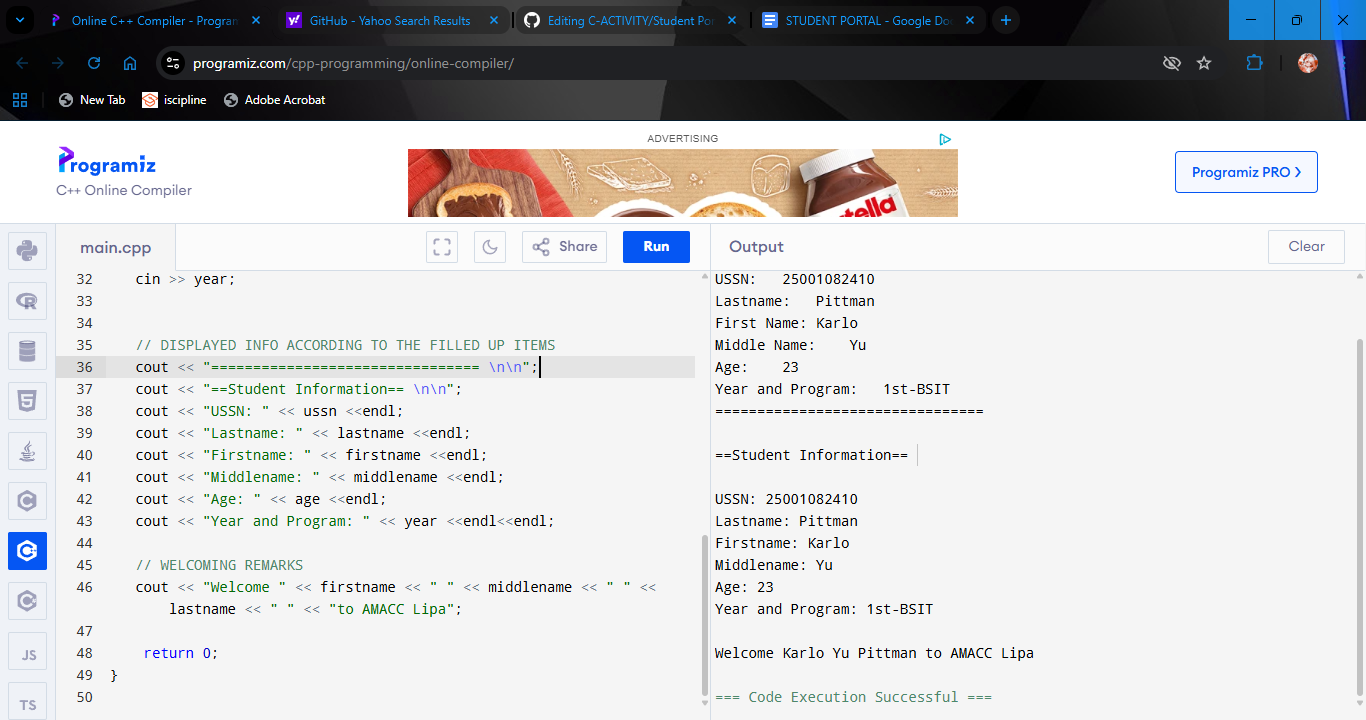 Online C++ Compiler - Program
GitHub - Yahoo Search Results
Editing C-ACTIVITY/Student Por
STUDENT PORTAL - Google Doc
programiz.com/cpp-programming/online-compiler/
New Tab
iscipline
Adobe Acrobat
ADVERTISING
Programiz
C++ Online Compiler
nutella
Programiz PRO >
main.cpp
Share
Run
Output
Clear
32 cin >> year;
33
34
35 // DISPLAYED INFO ACCORDING TO THE FILLED UP ITEMS
36 cout << "================================ \n\n";
37 cout << "==Student Information== \n\n";
38 cout << "USSN: " << ussn <<endl;
39 cout << "Lastname: " << lastname <<endl;
40 cout << "Firstname: " << firstname <<endl;
41 cout << "Middlename: " << middlename <<endl;
42 cout << "Age: " << age <<endl;
43 cout << "Year and Program: " << year <<endl<<endl;
44
45 // WELCOMING REMARKS
46 cout << "Welcome " << firstname << " " << middlename << " " <<
lastname << " " << "to AMACC Lipa";
47
48 return 0;
49 }
50
JS
TS
USSN: 25001082410
Lastname: Pittman
First Name: Karlo
Middle Name: Yu
Age: 23
Year and Program: 1st-BSIT
================================
==Student Information==
USSN: 25001082410
Lastname: Pittman
Firstname: Karlo
Middlename: Yu
Age: 23
Year and Program: 1st-BSIT
Welcome Karlo Yu Pittman to AMACC Lipa
=== Code Execution Successful ===